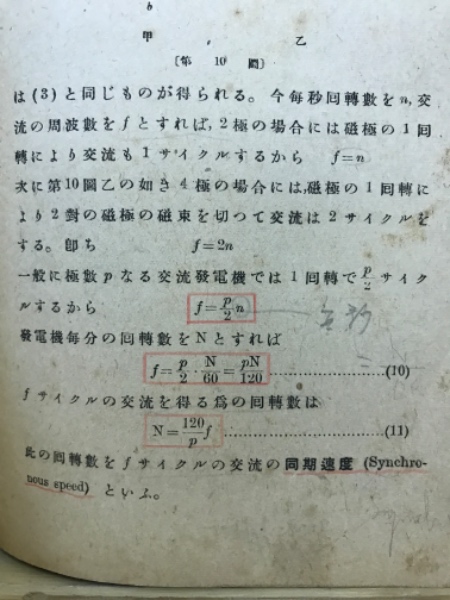 b
甲 乙
〔第 10 圖〕
は(3)と同じものが得られる。今每秒回轉數をn,交
流の周波數をfとすれば,2極の場合には磁極の1回
轉により交流も1サイクルするから f=n
次に第10圖乙の如き4極の場合には,磁極の1回轉に
より2對の磁極の磁束を切つて交流は2サイクルを
する。卽ち f=2n
一般に極數pなる交流發電機では1回轉でp/2サイク
ルするから f=p/2 n
發電機每分の回轉數をNとすれば
f=p/2・N/60=pN/120 ……………(10)
fサイクルの交流を得る爲の回轉數は
N=120/p f ……………………(11)
此の回轉數をfサイクルの交流の同期速度 (Synchro-
nous speed) といふ。